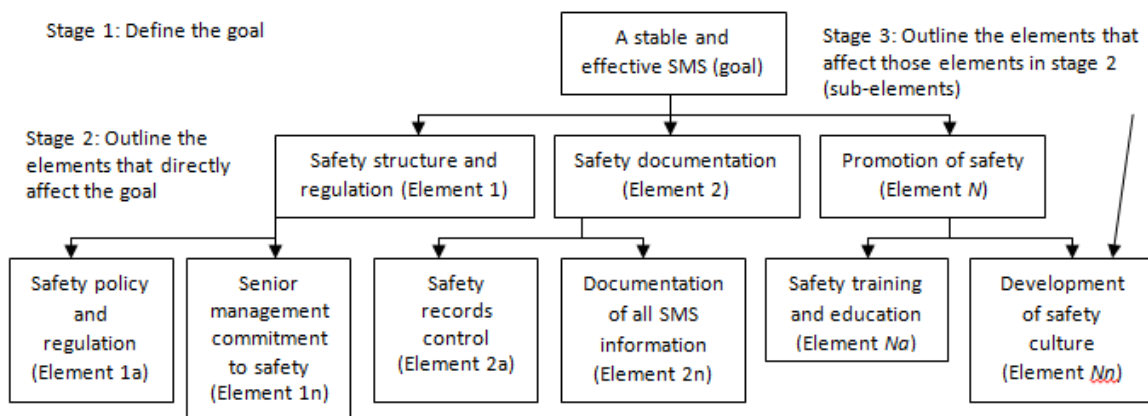 Stage 1: Define the goal
A stable and
effective SMS (goal)
Stage 3: Outline the elements that
affect those elements in stage 2
(sub-elements)
Stage 2: Outline the
elements that directly
affect the goal
Safety structure and
regulation (Element 1)
Safety documentation
(Element 2)
Promotion of safety
(Element N)
Safety policy
and
regulation
(Element 1a)
Senior
management
commitment
to safety
(Element 1n)
Safety
records
control
(Element 2a)
Documentation
of all SMS
information
(Element 2n)
Safety training
and education
(Element Na)
Development
of safety
culture
(Element Nn)